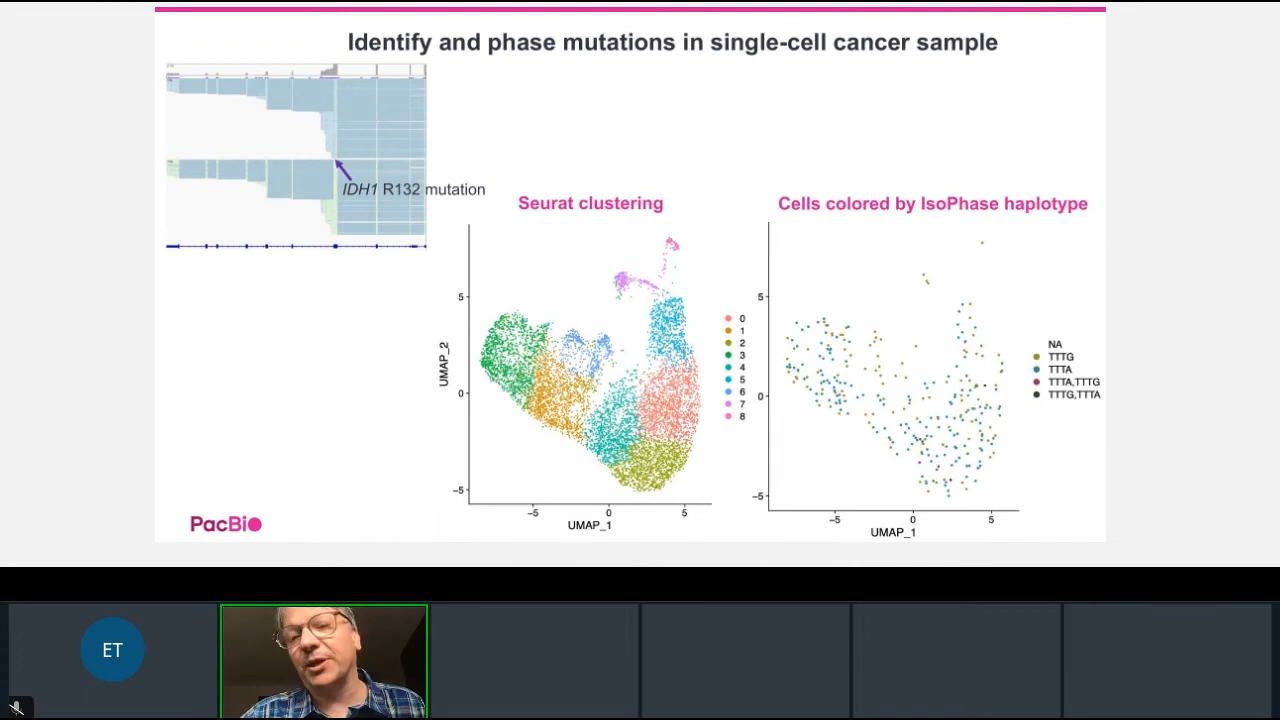 Identify and phase mutations in single-cell cancer sample
IDH1 R132 mutation
Seurat clustering
Cells colored by IsoPhase haplotype
5
0
−5
UMAP_2
−5
0
5
UMAP_1
0
1
2
3
4
5
6
7
8
5
0
−5
−5
0
5
UMAP_1
NA
TTTG
TTTA
TTTA,TTTG
TTTG,TTTA
PacBio
ET